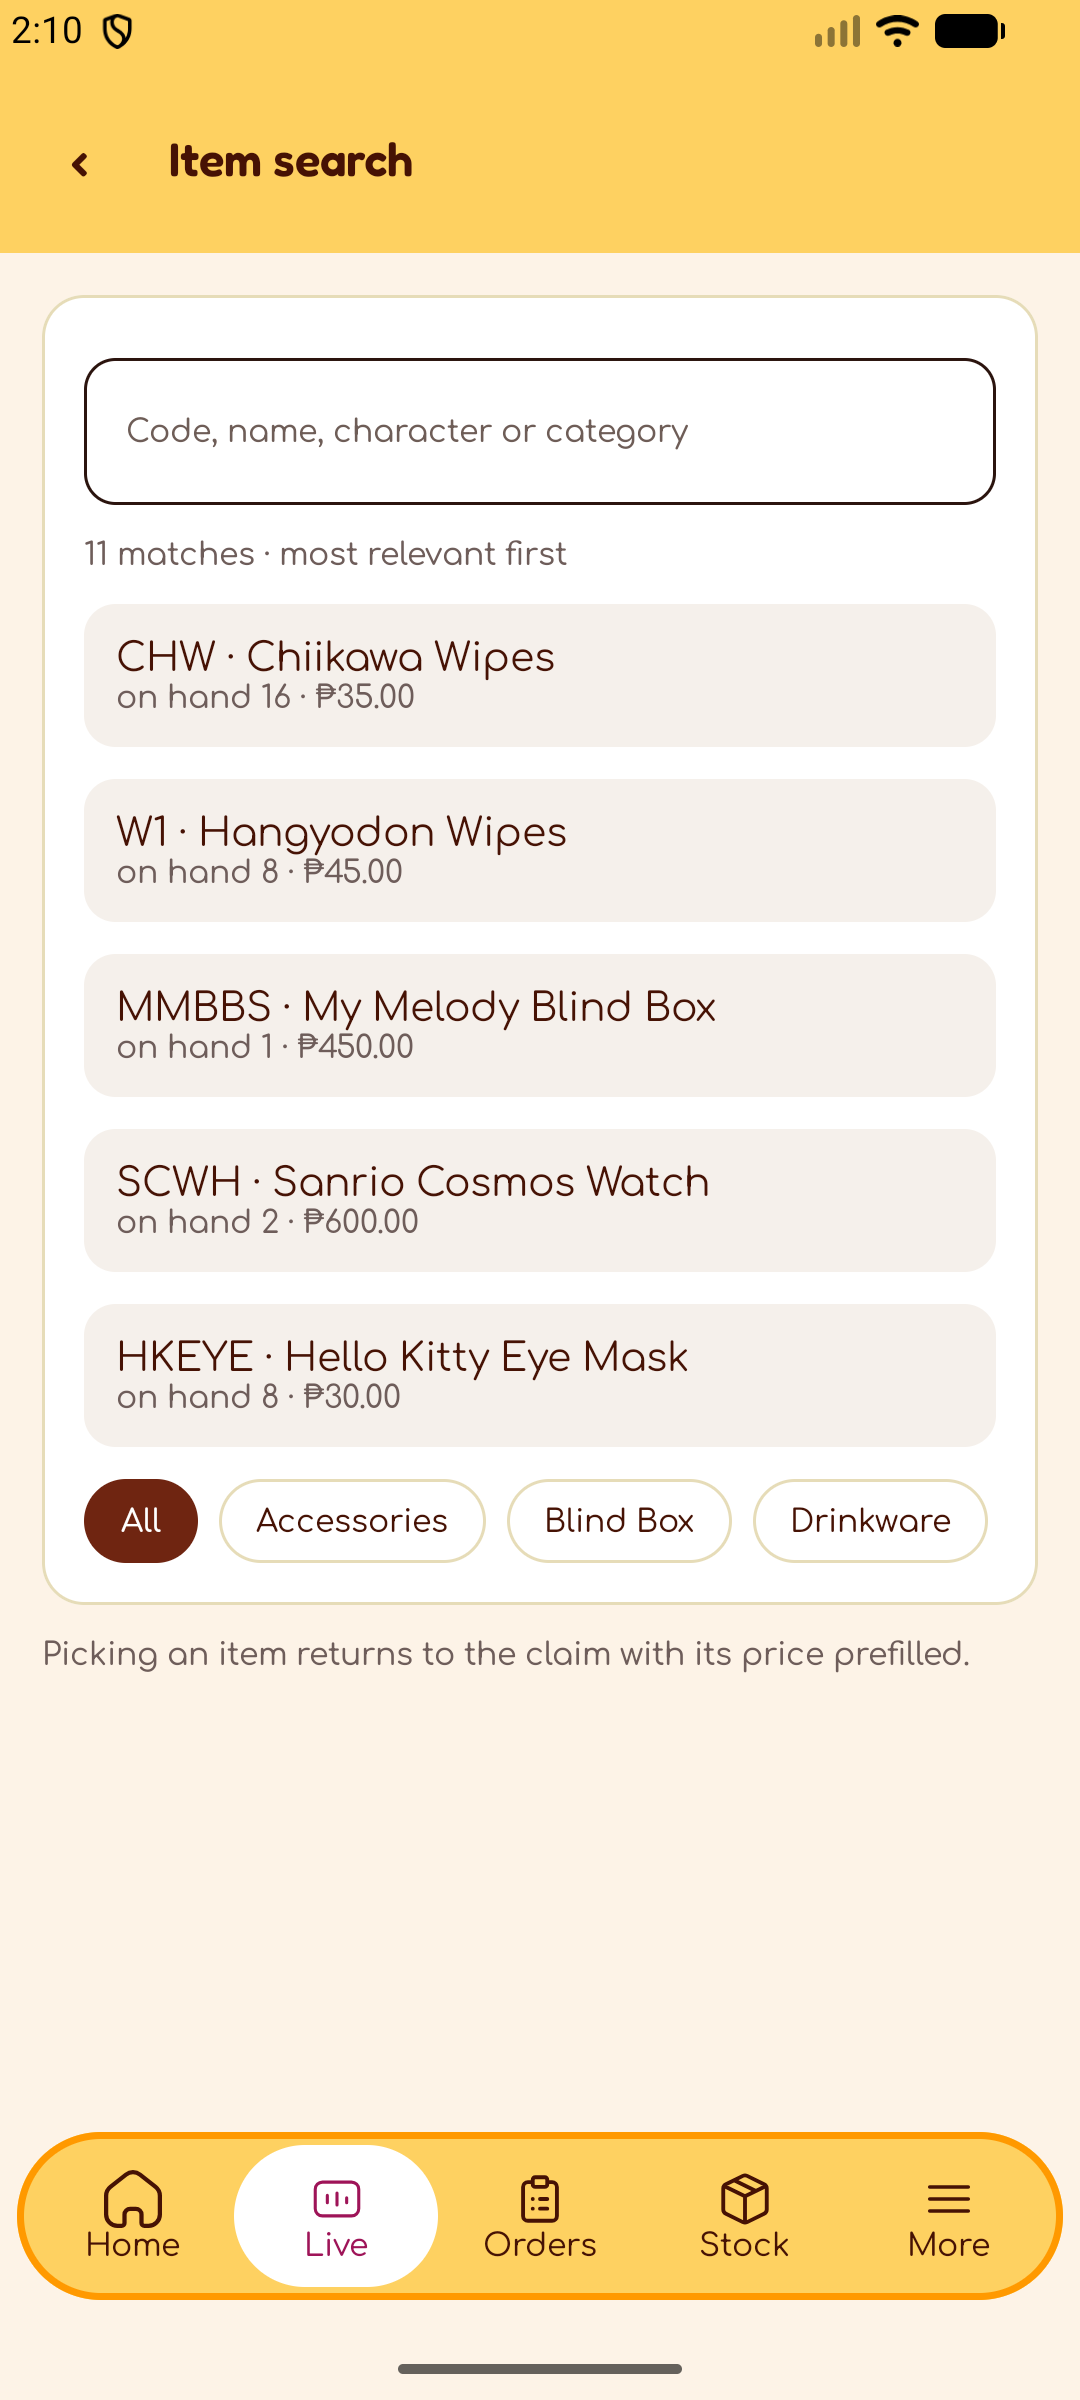 2:10
Item search
Code, name, character or category
11 matches · most relevant first
CHW · Chiikawa Wipes
on hand 16 · ₱35.00
W1 · Hangyodon Wipes
on hand 8 · ₱45.00
MMBBS · My Melody Blind Box
on hand 1 · ₱450.00
SCWH · Sanrio Cosmos Watch
on hand 2 · ₱600.00
HKEYE · Hello Kitty Eye Mask
on hand 8 · ₱30.00
All Accessories Blind Box Drinkware
Picking an item returns to the claim with its price prefilled.
Home Live Orders Stock More